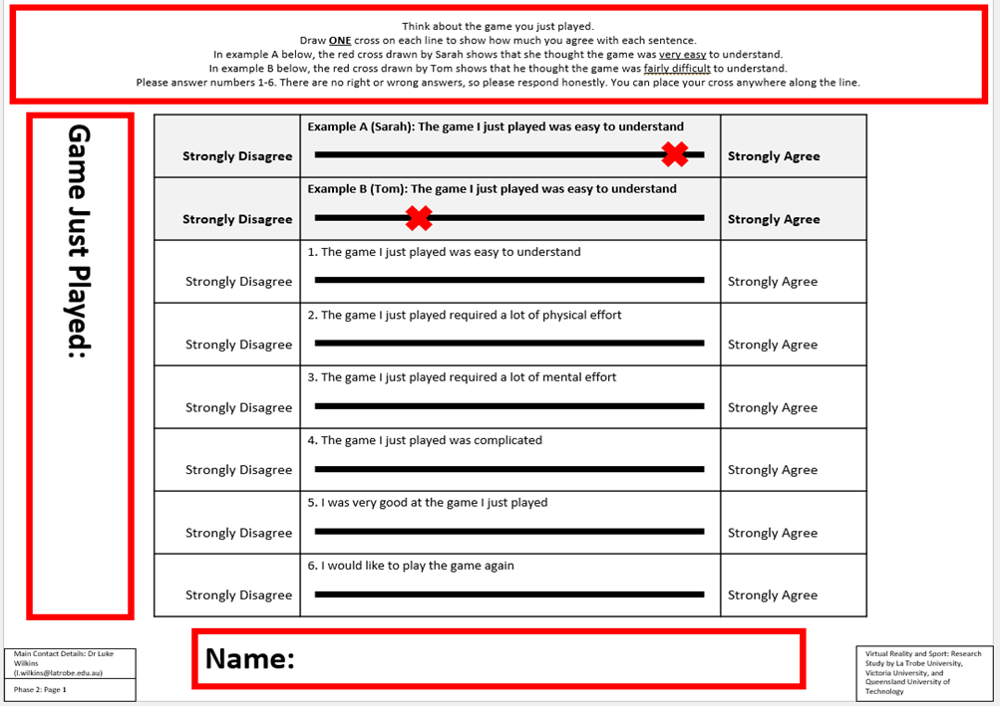 Think about the game you just played.
Draw ONE cross on each line to show how much you agree with each sentence.
In example A below, the red cross drawn by Sarah shows that she thought the game was very easy to understand.
In example B below, the red cross drawn by Tom shows that he thought the game was fairly difficult to understand.
Please answer numbers 1-6. There are no right or wrong answers, so please respond honestly. You can place your cross anywhere along the line.
Game Just Played:
Example A (Sarah): The game I just played was easy to understand
Strongly Disagree
Strongly Agree
Example B (Tom): The game I just played was easy to understand
Strongly Disagree
Strongly Agree
1. The game I just played was easy to understand
Strongly Disagree
Strongly Agree
2. The game I just played required a lot of physical effort
Strongly Disagree
Strongly Agree
3. The game I just played required a lot of mental effort
Strongly Disagree
Strongly Agree
4. The game I just played was complicated
Strongly Disagree
Strongly Agree
5. I was very good at the game I just played
Strongly Disagree
Strongly Agree
6. I would like to play the game again
Strongly Disagree
Strongly Agree
Name:
Main Contact Details: Dr Luke
Wilkins
(l.wilkins@latrobe.edu.au)
Phase 2: Page 1
Virtual Reality and Sport: Research
Study by La Trobe University,
Victoria University, and
Queensland University of
Technology